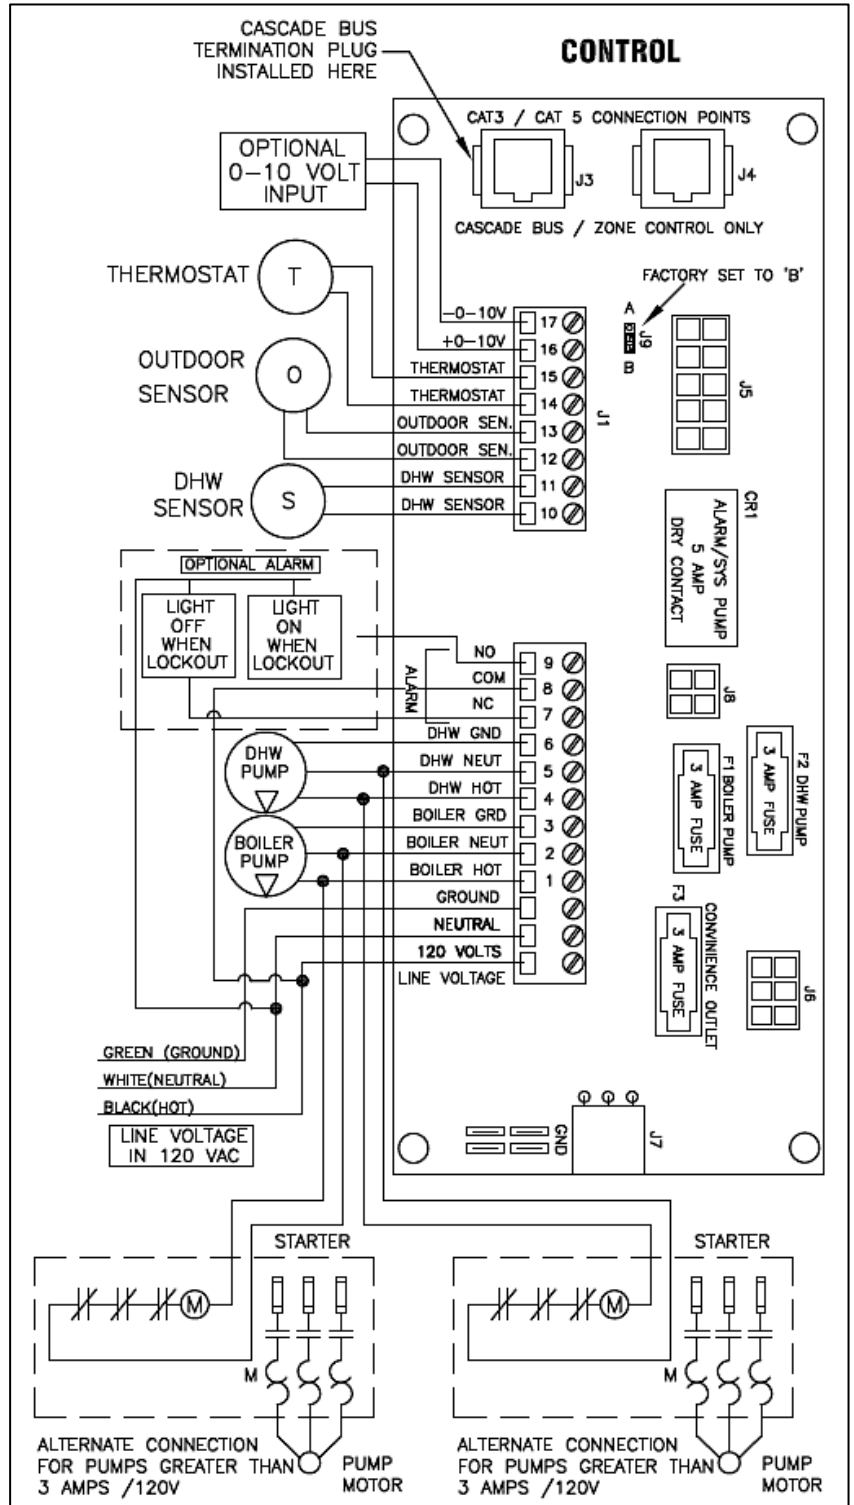 CASCADE BUS
TERMINATION PLUG
INSTALLED HERE
CONTROL
CAT3 / CAT 5 CONNECTION POINTS
OPTIONAL
0-10 VOLT
INPUT
J3
J4
CASCADE BUS / ZONE CONTROL ONLY
THERMOSTAT
T
FACTORY SET TO 'B'
A
J9
B
J5
OUTDOOR
SENSOR
O
DHW
SENSOR
S
-0-10V
17
+0-10V
16
THERMOSTAT
15
THERMOSTAT
14
OUTDOOR SEN.
13
OUTDOOR SEN.
12
DHW SENSOR
11
DHW SENSOR
10
J1
CR1
ALARM/SYS PUMP
5 AMP
DRY CONTACT
OPTIONAL ALARM
LIGHT
OFF
WHEN
LOCKOUT
LIGHT
ON
WHEN
LOCKOUT
ALARM
NO
9
COM
8
NC
7
J8
DHW
PUMP
DHW GND
6
DHW NEUT
5
DHW HOT
4
BOILER
PUMP
BOILER GRD
3
BOILER NEUT
2
BOILER HOT
1
GROUND
NEUTRAL
120 VOLTS
LINE VOLTAGE
F2 DHW PUMP
3 AMP FUSE
F1 BOILER PUMP
3 AMP FUSE
F3
CONVINIENCE OUTLET
3 AMP FUSE
J6
GREEN (GROUND)
WHITE(NEUTRAL)
BLACK(HOT)
LINE VOLTAGE
IN 120 VAC
GND
J7
STARTER
M
M
ALTERNATE CONNECTION
FOR PUMPS GREATER THAN
3 AMPS /120V
PUMP
MOTOR
STARTER
M
M
ALTERNATE CONNECTION
FOR PUMPS GREATER THAN
3 AMPS /120V
PUMP
MOTOR